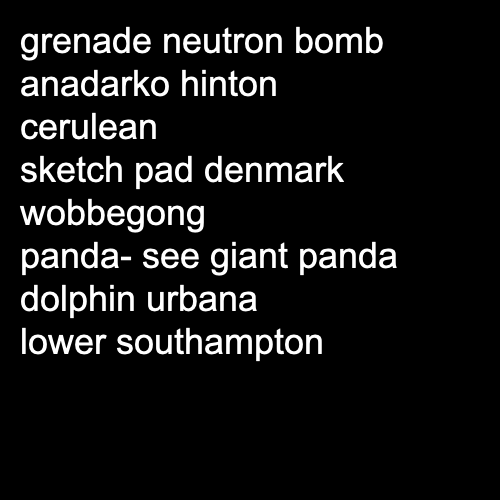 grenade neutron bomb
anadarko hinton
cerulean
sketch pad denmark
wobbegong
panda- see giant panda
dolphin urbana
lower southampton